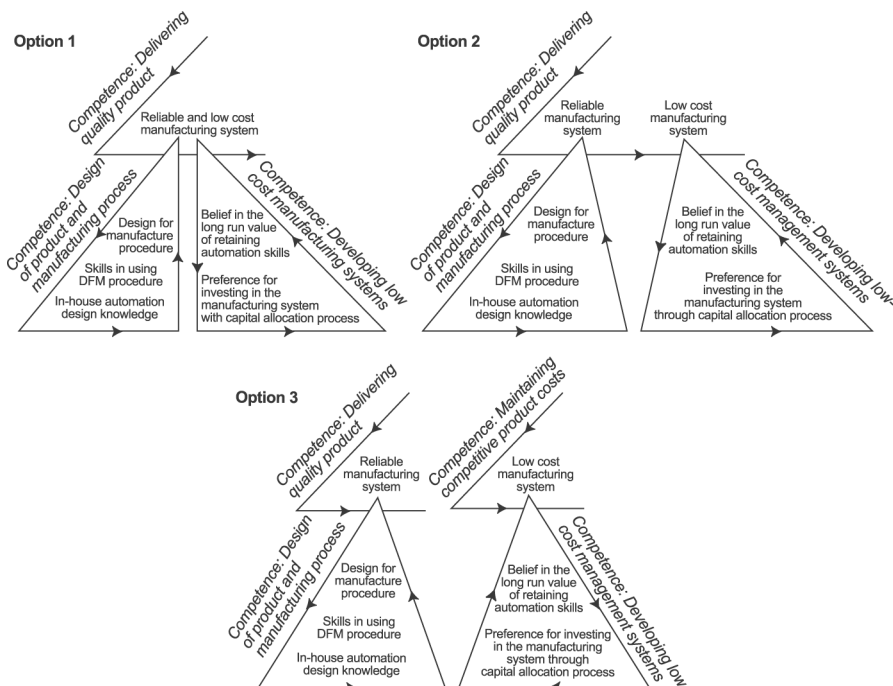 Option 1
Competence: Delivering
quality product
Reliable and low cost
manufacturing system
Competence: Design
of product and
manufacturing process
Design for
manufacture
procedure
Skills in using
DFM procedure
In-house automation
design knowledge
Belief in the
long run value
of retaining
automation skills
Preference for
investing in the
manufacturing system
with capital allocation process
Competence: Developing low
cost manufacturing systems
Option 2
Competence: Delivering
quality product
Reliable
manufacturing
system
Low cost
manufacturing
system
Competence: Design
of product and
manufacturing process
Design for
manufacture
procedure
Skills in using
DFM procedure
In-house automation
design knowledge
Belief in the
long run value
of retaining
automation skills
Preference for
investing in the
manufacturing system
through capital allocation process
Competence: Developing low-
cost management systems
Option 3
Competence: Delivering
quality product
Reliable
manufacturing
system
Competence: Design
of product and
manufacturing process
Design for
manufacture
procedure
Skills in using
DFM procedure
In-house automation
design knowledge
Competence: Maintaining
competitive product costs
Low cost
manufacturing
system
Belief in the
long run value
of retaining
automation skills
Preference for investing
in the manufacturing
system through
capital allocation process
Competence: Developing low-
cost management systems